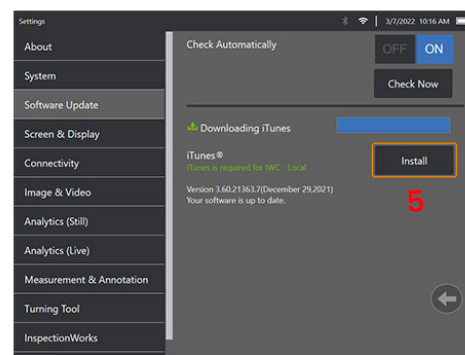 Settings
3/7/2022 10:16 AM
About
System
Software Update
Screen & Display
Connectivity
Image & Video
Analytics (Still)
Analytics (Live)
Measurement & Annotation
Turning Tool
InspectionWorks
Check Automatically
OFF ON
Check Now
Downloading iTunes
iTunes®
iTunes is required for IWC - Local
Install
Version 3.60.21363.7(December 29,2021)
Your software is up to date.
5